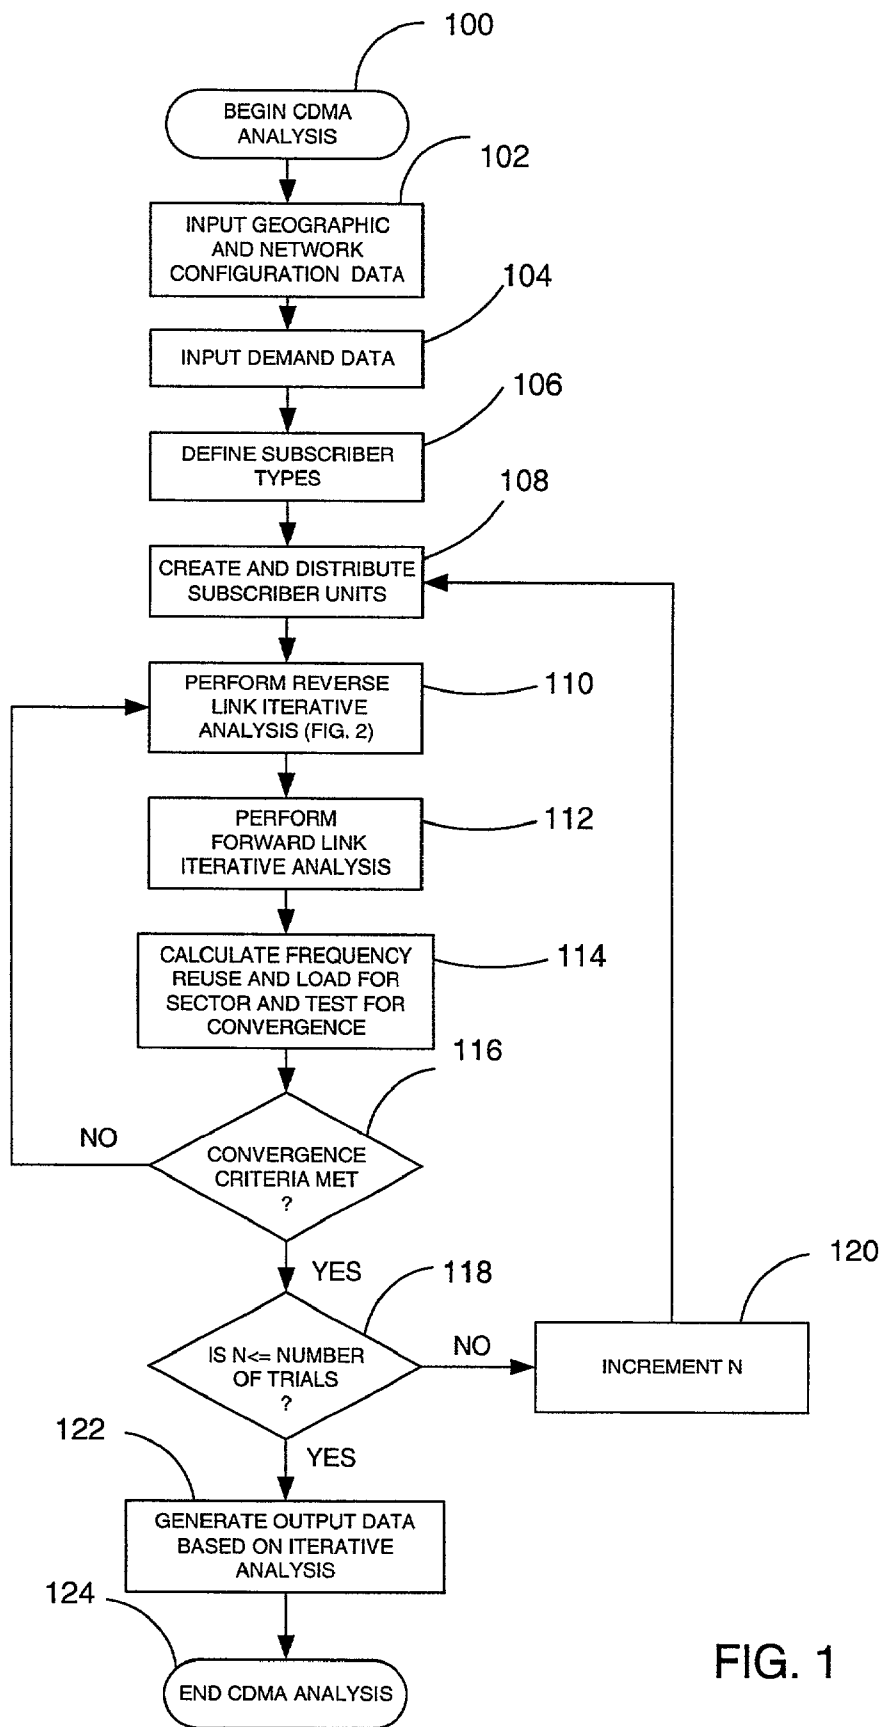 100
BEGIN CDMA
ANALYSIS
102
INPUT GEOGRAPHIC
AND NETWORK
CONFIGURATION DATA
104
INPUT DEMAND DATA
106
DEFINE SUBSCRIBER
TYPES
108
CREATE AND DISTRIBUTE
SUBSCRIBER UNITS
PERFORM REVERSE
LINK ITERATIVE
ANALYSIS (FIG. 2)
110
PERFORM
FORWARD LINK
ITERATIVE ANALYSIS
112
CALCULATE FREQUENCY
REUSE AND LOAD FOR
SECTOR AND TEST FOR
CONVERGENCE
114
116
NO
CONVERGENCE
CRITERIA MET
?
YES
118
120
IS N<= NUMBER
OF TRIALS
?
NO
INCREMENT N
122
YES
GENERATE OUTPUT DATA
BASED ON ITERATIVE
ANALYSIS
124
END CDMA ANALYSIS
FIG. 1